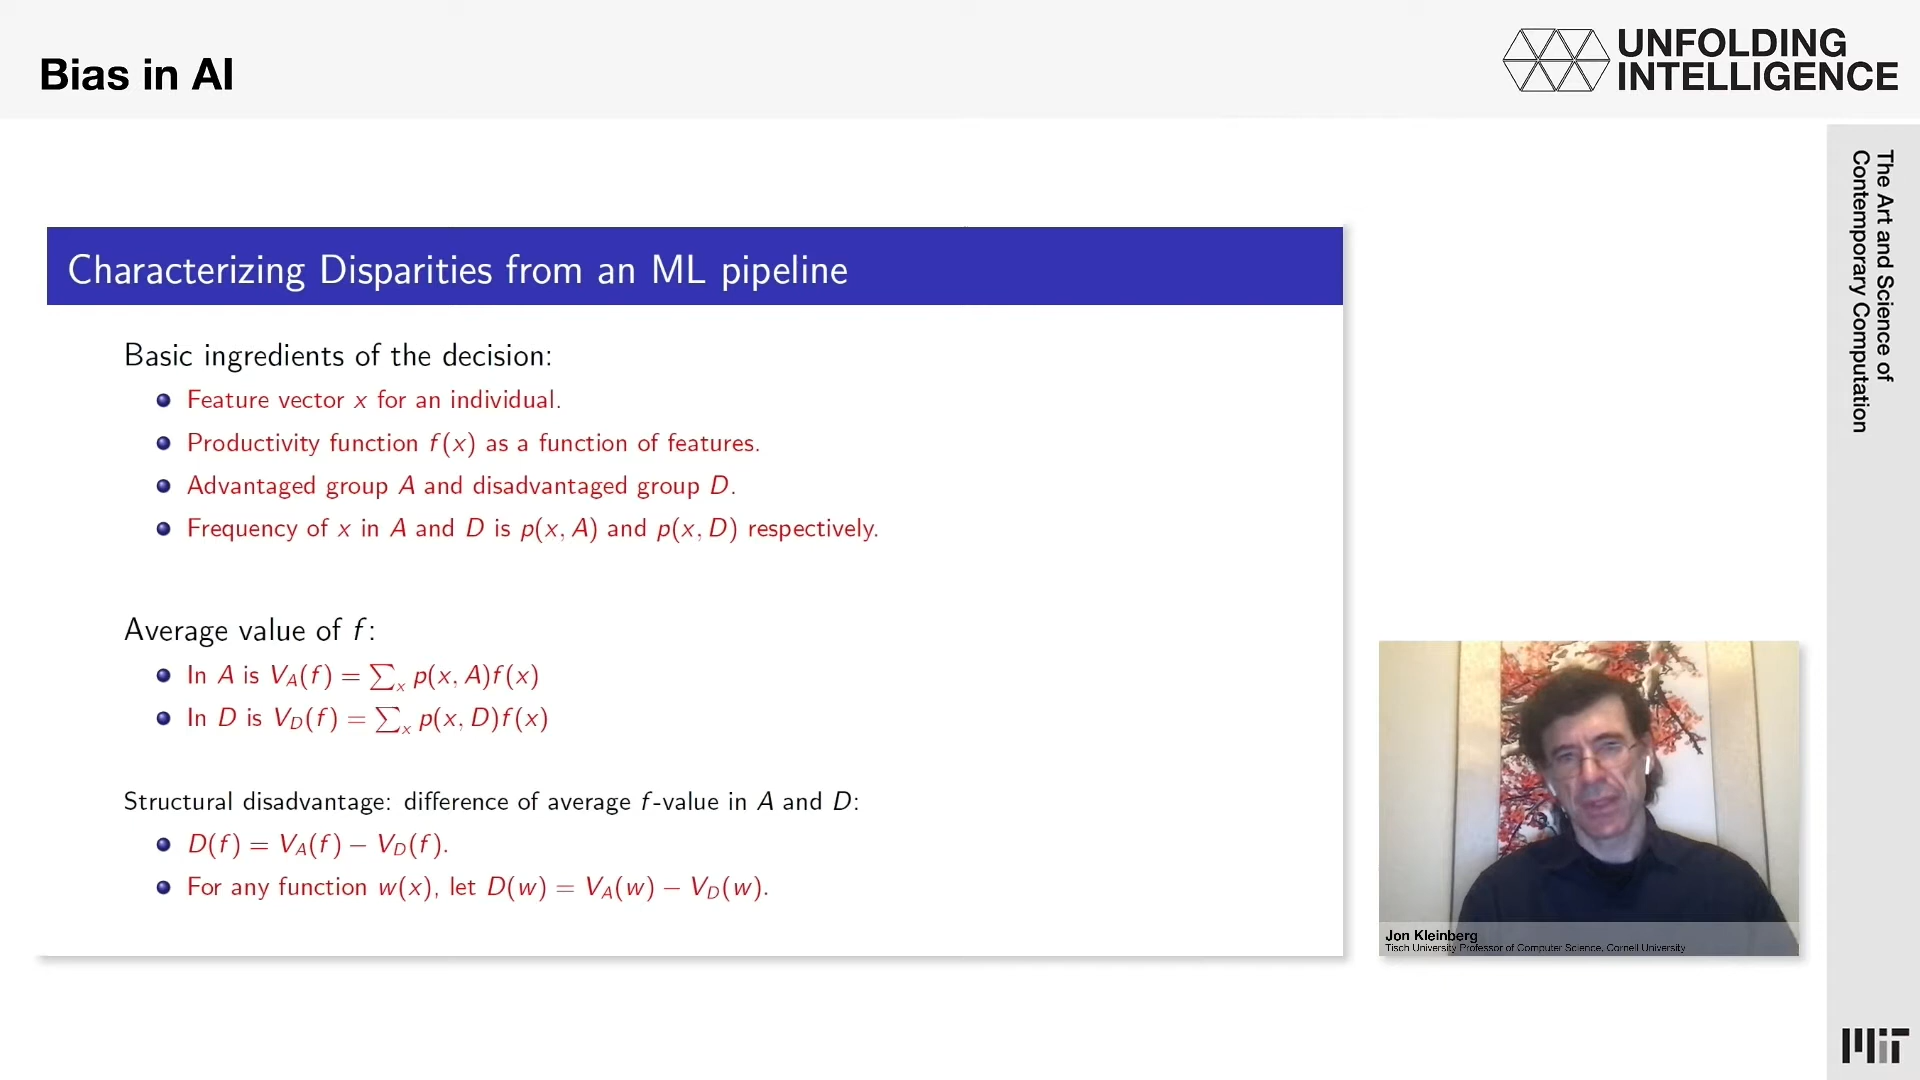 Bias in AI
UNFOLDING
INTELLIGENCE
The Art and Science of
Contemporary Computation
Characterizing Disparities from an ML pipeline
Basic ingredients of the decision:
Feature vector x for an individual.
Productivity function f(x) as a function of features.
Advantaged group A and disadvantaged group D.
Frequency of x in A and D is p(x, A) and p(x, D) respectively.
Average value of f:
In A is V_A(f) = ∑_x p(x, A)f(x)
In D is V_D(f) = ∑_x p(x, D)f(x)
Structural disadvantage: difference of average f-value in A and D:
D(f) = V_A(f) − V_D(f).
For any function w(x), let D(w) = V_A(w) − V_D(w).
Jon Kleinberg
Tisch University Professor of Computer Science, Cornell University
MIT